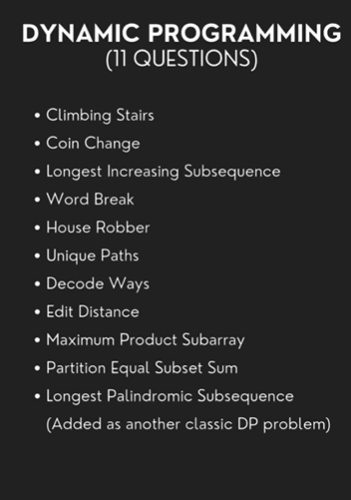 DYNAMIC PROGRAMMING
(11 QUESTIONS)
• Climbing Stairs
• Coin Change
• Longest Increasing Subsequence
• Word Break
• House Robber
• Unique Paths
• Decode Ways
• Edit Distance
• Maximum Product Subarray
• Partition Equal Subset Sum
• Longest Palindromic Subsequence
(Added as another classic DP problem)